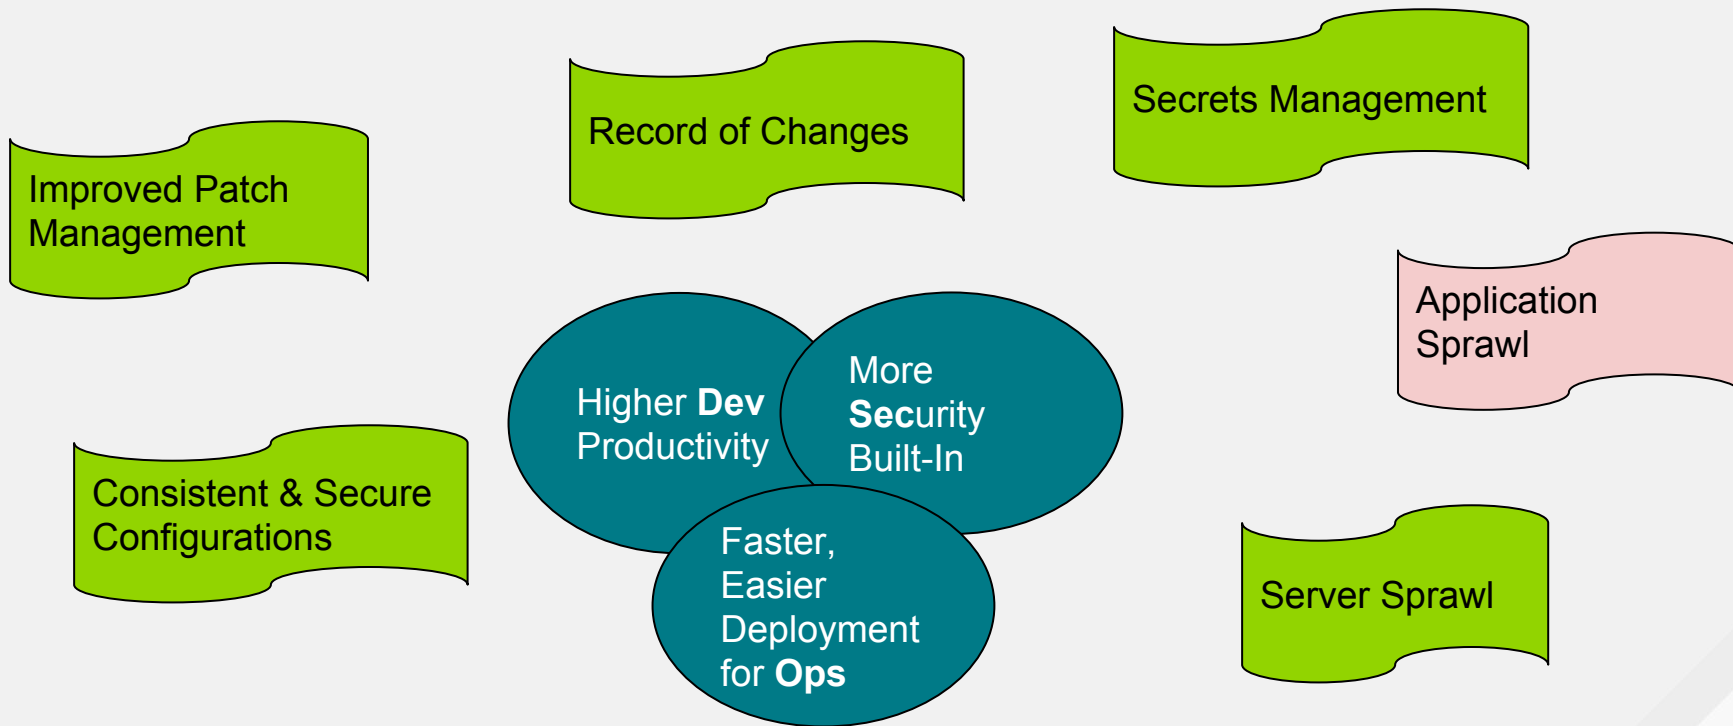 Secrets Management
Record of Changes
Improved Patch
Management
Application
Sprawl
Higher Dev
Productivity
More
Security
Built-In
Consistent & Secure
Configurations
Faster,
Easier
Deployment
for Ops
Server Sprawl